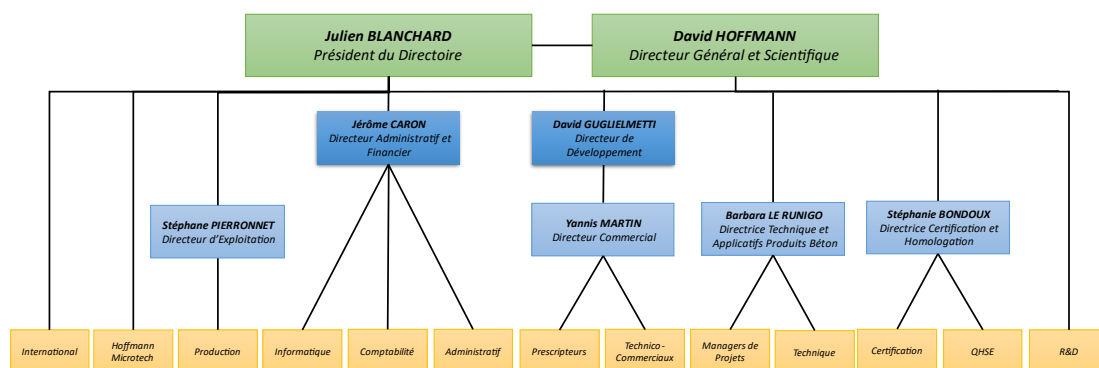 Julien BLANCHARD
Président du Directoire
David HOFFMANN
Directeur Général et Scientifique
Jérôme CARON
Directeur Administratif et
Financier
David GUGLIELMETTI
Directeur de
Développement
Stéphane PIERRONNET
Directeur d'Exploitation
Yannis MARTIN
Directeur Commercial
Barbara LE RUNIGO
Directrice Technique et
Applicatifs Produits Béton
Stéphanie BONDOUX
Directrice Certification et
Homologation
International
Hoffmann
Microtech
Production
Informatique
Comptabilité
Administratif
Prescripteurs
Technico-
Commerciaux
Managers de
Projets
Technique
Certification
QHSE
R&D